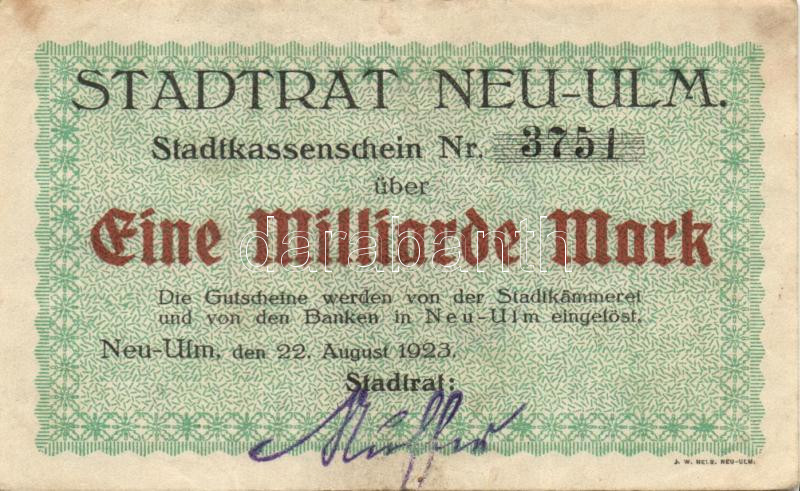 STADTRAT NEU-ULM.
Stadtkassenschein Nr. 3751
über
Eine Milliarde Mark
darabanth
Die Gutscheine werden von der Stadtkämmerei
und von den Banken in Neu-Ulm eingelöst.
Neu-Ulm, den 22. August 1923.
Stadtrat:
J. W. HELB, NEU-ULM.